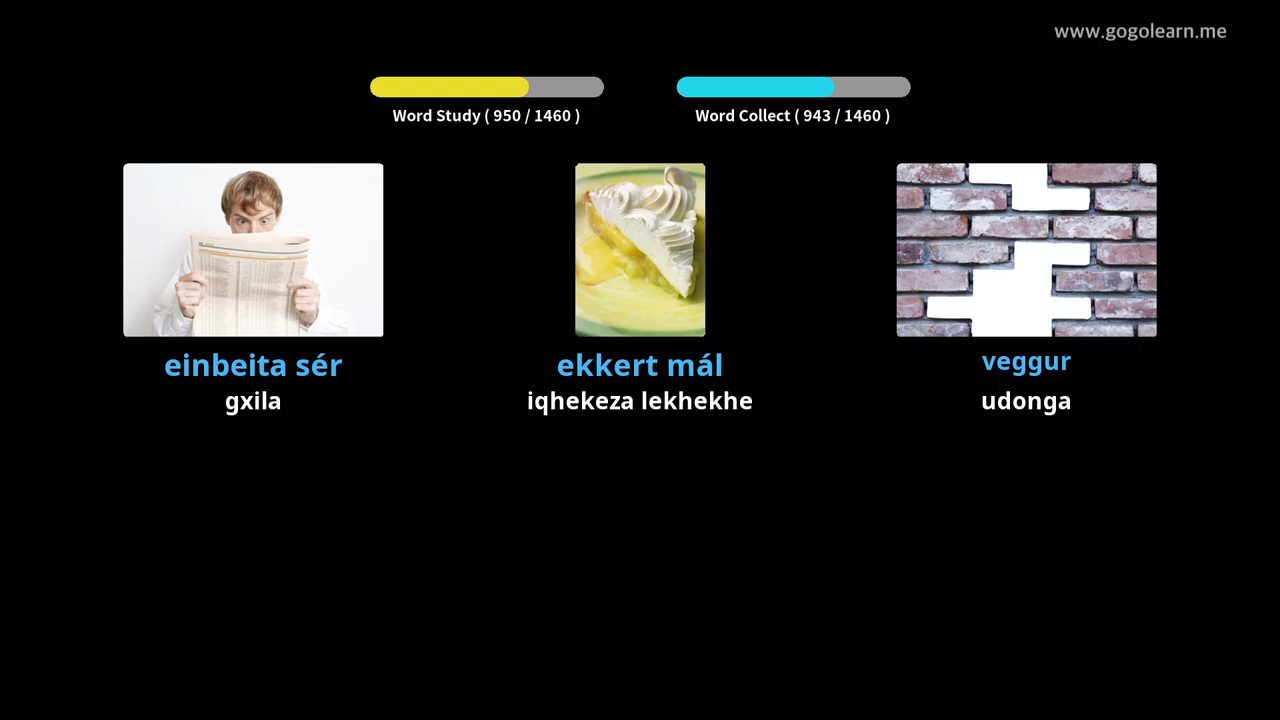 www.gogolearn.me
Word Study ( 950 / 1460 )
Word Collect ( 943 / 1460 )
einbeita sér
ekkert mál
veggur
gxila
iqhekeza lekhekhe
udonga